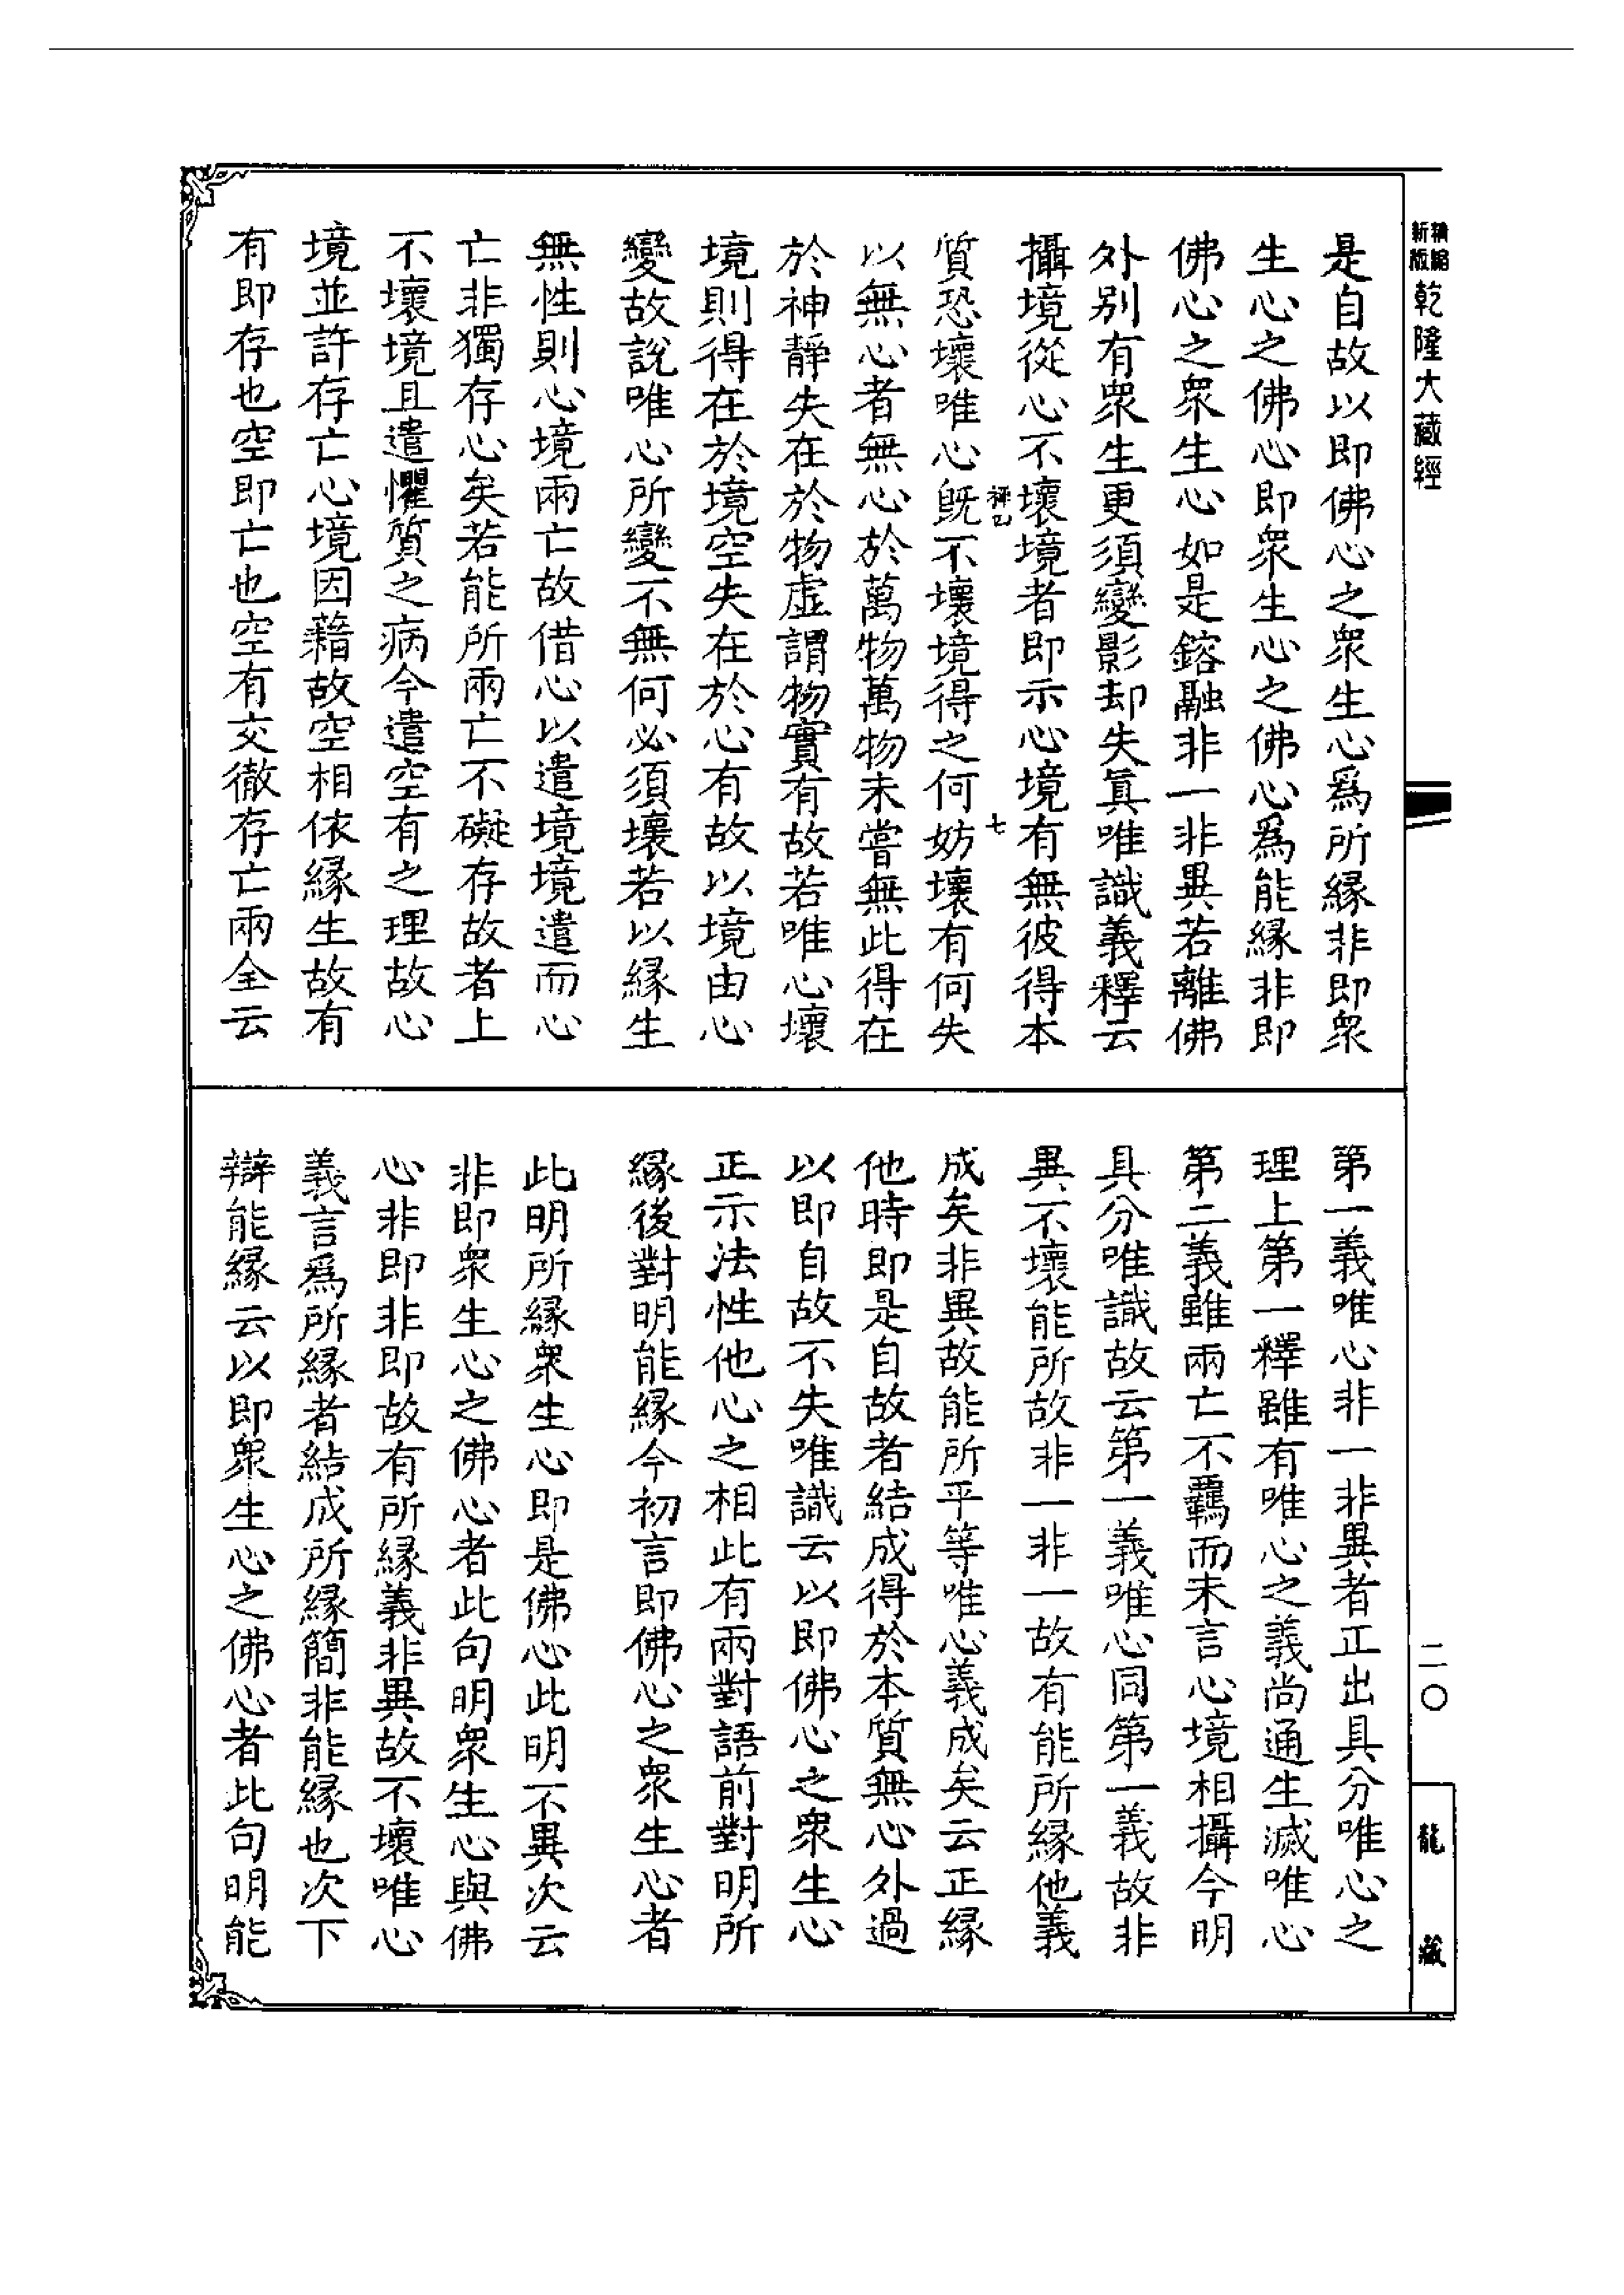 新版精縮乾隆大藏經
是自故以即佛心之衆生心爲所縁非即衆
生心之佛心即衆生心之佛心爲能縁非即
佛心之衆生心如是鎔融非一非異若離佛
外别有衆生更須變影却失真唯識義釋云
攝境從心不壞境者即示心境有無彼得本
質恐壞唯心旣不壞境得之何妨壞有何失
七
以無心者無心於萬物萬物未嘗無此得在
於神靜失在於物虛謂物實有故若唯心壞
境則得在於境空失在於心有故以境由心
變故說唯心所變不無何必須壞若以縁生
無性則心境兩亡故借心以遣境境遣而心
亡非獨存心矣若能所兩亡不礙存故者上
不壞境且遣懼質之病今遣空有之理故心
境並許存亡心境因藉故空相依縁生故有
有即存也空即亡也空有交徹存亡兩全云
第一義唯心非一非異者正出具分唯心之
理上第一釋雖有唯心之義尚通生滅唯心
第二義雖兩亡不羈而未言心境相攝今明
具分唯識故云第一義唯心同第一義故非
異不壞能所故非一非一故有能所縁他義
成矣非異故能所平等唯心義成矣云正縁
他時即是自故者結成得於本質無心外過
以即自故不失唯識云以即佛心之衆生心
正示法性他心之相此有兩對語前對明所
縁後對明能縁今初言即佛心之衆生心者
此明所縁衆生心即是佛心此明不異次云
非即衆生心之佛心者此句明衆生心與佛
心非即非即故有所縁義非異故不壞唯心
義言爲所縁者結成所縁簡非能縁也次下
辯能縁云以即衆生心之佛心者此句明能
二〇
龍藏